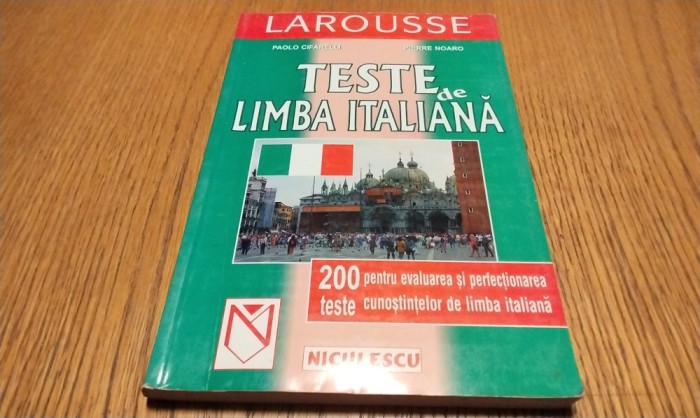 LAROUSSE
PAOLO CIFARELLI PIERRE NOARO
TESTE
de
LIMBA ITALIANĂ
200 pentru evaluarea și perfecționarea
teste cunoștințelor de limba italiană
NICULESCU